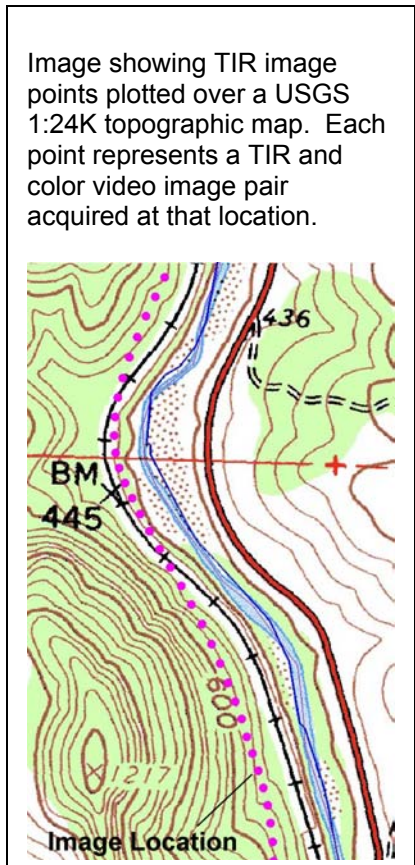 Image showing TIR image
points plotted over a USGS
1:24K topographic map.  Each
point represents a TIR and
color video image pair
acquired at that location.
436
BM
445
600
1217
Image Location